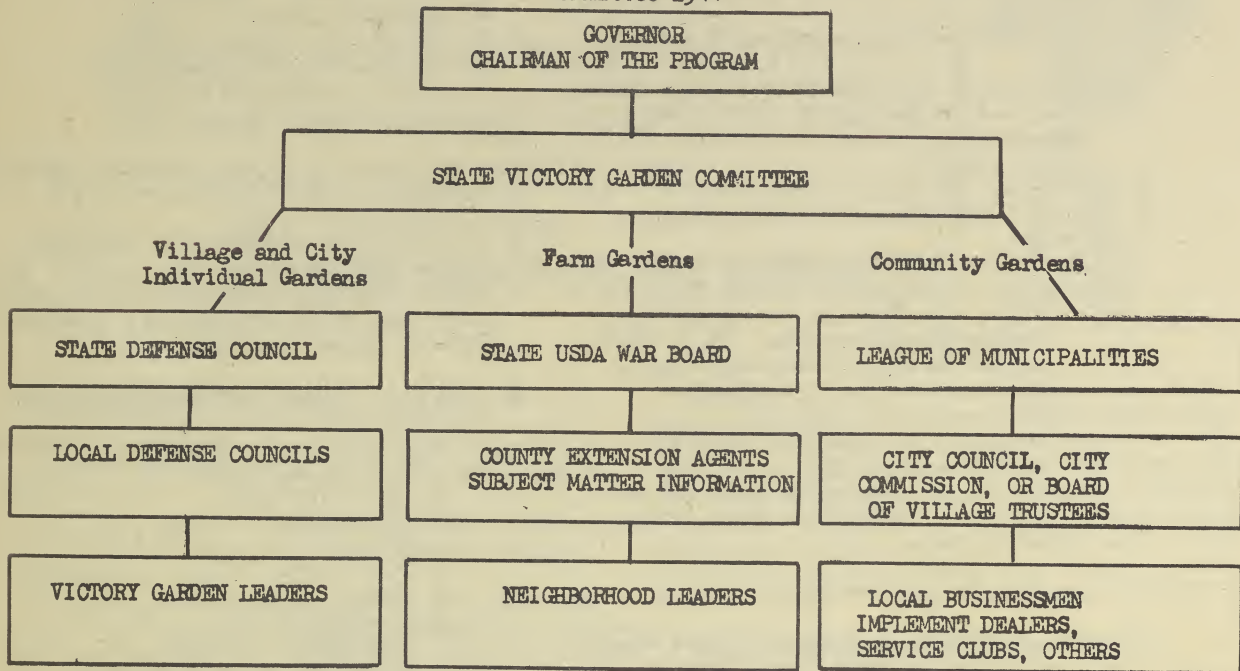 GOVERNOR
CHAIRMAN OF THE PROGRAM
STATE VICTORY GARDEN COMMITTEE
Village and City
Individual Gardens
Farm Gardens
Community Gardens
STATE DEFENSE COUNCIL
STATE USDA WAR BOARD
LEAGUE OF MUNICIPALITIES
LOCAL DEFENSE COUNCILS
COUNTY EXTENSION AGENTS
SUBJECT MATTER INFORMATION
CITY COUNCIL, CITY
COMMISSION, OR BOARD
OF VILLAGE TRUSTEES
VICTORY GARDEN LEADERS
NEIGHBORHOOD LEADERS
LOCAL BUSINESSMEN
IMPLEMENT DEALERS,
SERVICE CLUBS, OTHERS